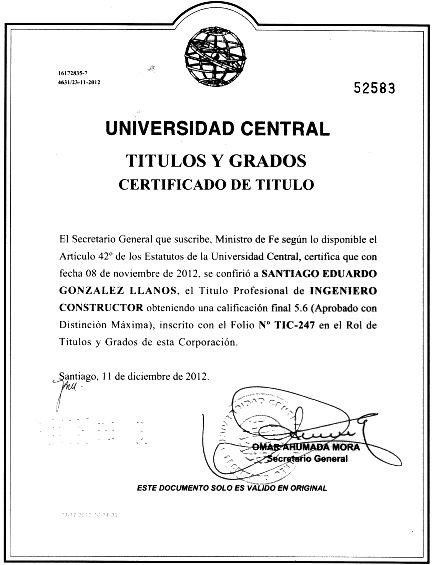 16172835-7
4631/23-11-2012
52583
UNIVERSIDAD CENTRAL
TITULOS Y GRADOS
CERTIFICADO DE TITULO
El Secretario General que suscribe, Ministro de Fe según lo disponible el
Artículo 42º de los Estatutos de la Universidad Central, certifica que con
fecha 08 de noviembre de 2012, se confirió a SANTIAGO EDUARDO
GONZALEZ LLANOS, el Titulo Profesional de INGENIERO
CONSTRUCTOR obteniendo una calificación final 5.6 (Aprobado con
Distinción Máxima), inscrito con el Folio Nº TIC-247 en el Rol de
Titulos y Grados de esta Corporación.
Santiago, 11 de diciembre de 2012.
OMAR AHUMADA MORA
Secretario General
ESTE DOCUMENTO SOLO ES VALIDO EN ORIGINAL